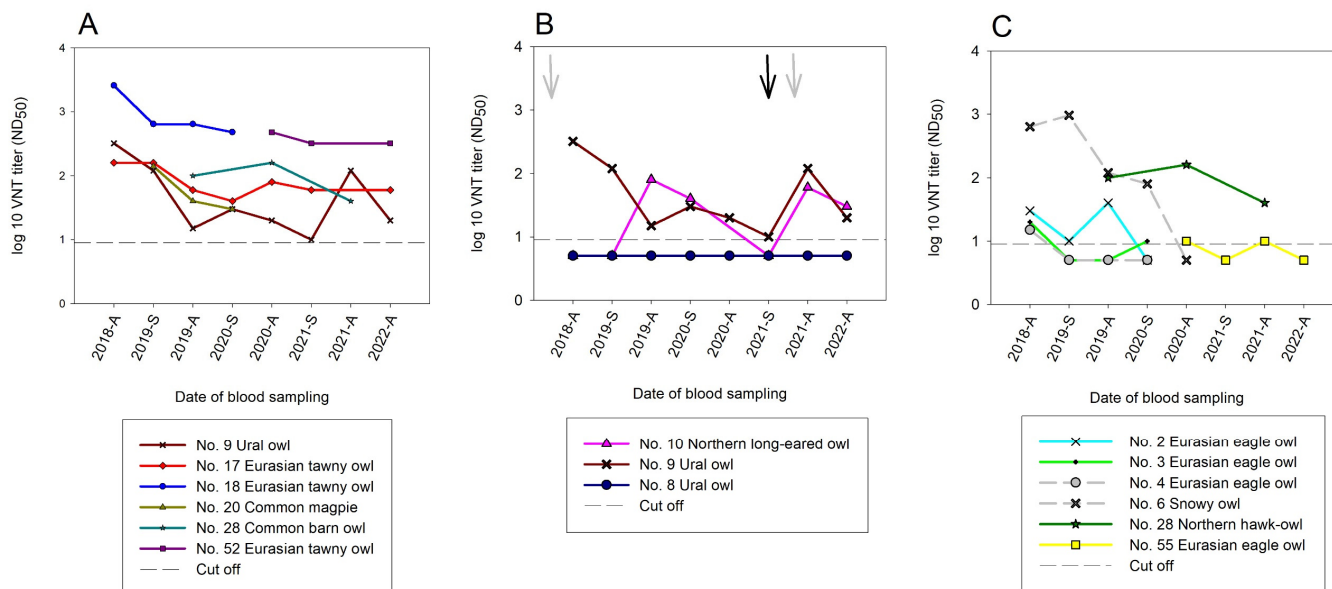 A
log 10 VNT titer (ND50)
4
3
2
1
0
2018-A
2019-S
2019-A
2020-S
2020-A
2021-S
2021-A
2022-A
Date of blood sampling
No. 9 Ural owl
No. 17 Eurasian tawny owl
No. 18 Eurasian tawny owl
No. 20 Common magpie
No. 28 Common barn owl
No. 52 Eurasian tawny owl
Cut off
B
log 10 VNT titer (ND50)
4
3
2
1
0
2018-A
2019-S
2019-A
2020-S
2020-A
2021-S
2021-A
2022-A
Date of blood sampling
No. 10 Northern long-eared owl
No. 9 Ural owl
No. 8 Ural owl
Cut off
C
log 10 VNT titer (ND50)
4
3
2
1
0
2018-A
2019-S
2019-A
2020-S
2020-A
2021-S
2021-A
2022-A
Date of blood sampling
No. 2 Eurasian eagle owl
No. 3 Eurasian eagle owl
No. 4 Eurasian eagle owl
No. 6 Snowy owl
No. 28 Northern hawk-owl
No. 55 Eurasian eagle owl
Cut off